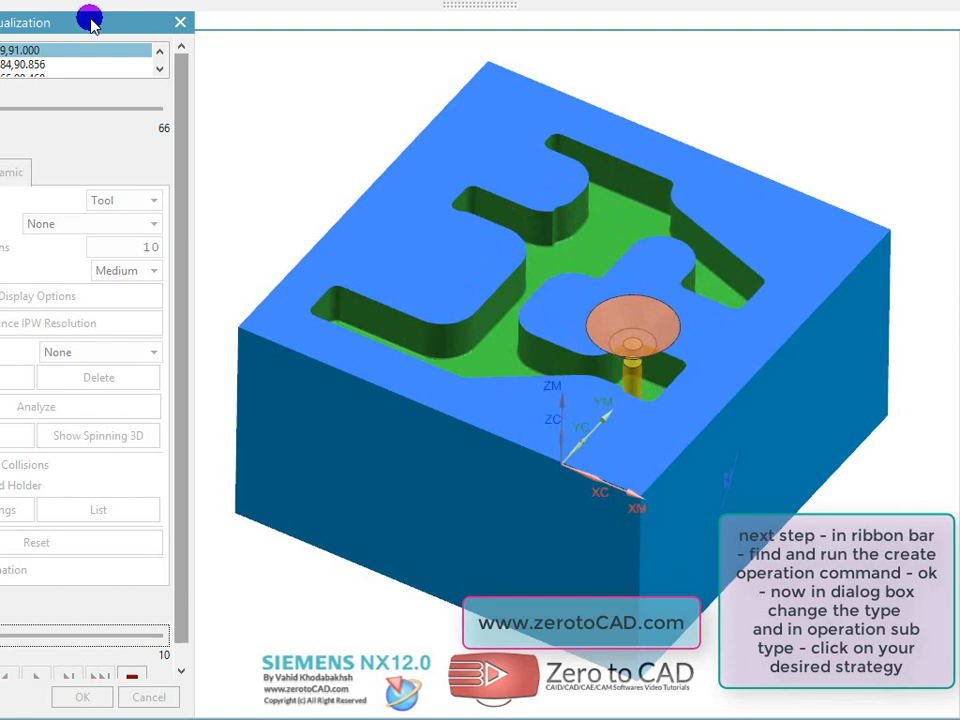 ualization
9,91.000
84,90.856
66
amic
Tool
None
ns
10
Medium
Display Options
nce IPW Resolution
None
Delete
Analyze
Show Spinning 3D
Collisions
d Holder
ngs
List
Reset
nation
10
OK
Cancel
ZM
YM
ZC
YC
XC
XM
next step - in ribbon bar
- find and run the create
operation command - ok
- now in dialog box
change the type
and in operation sub
type - click on your
desired strategy
www.zerotoCAD.com
SIEMENS NX12.0
By Vahid Kodabakhsh
www.zerotoCAD.com
Copyright (c) All Right Reserved
Zero to CAD
CAID/CAD/CAE/CAM Softwares Video Tutorials